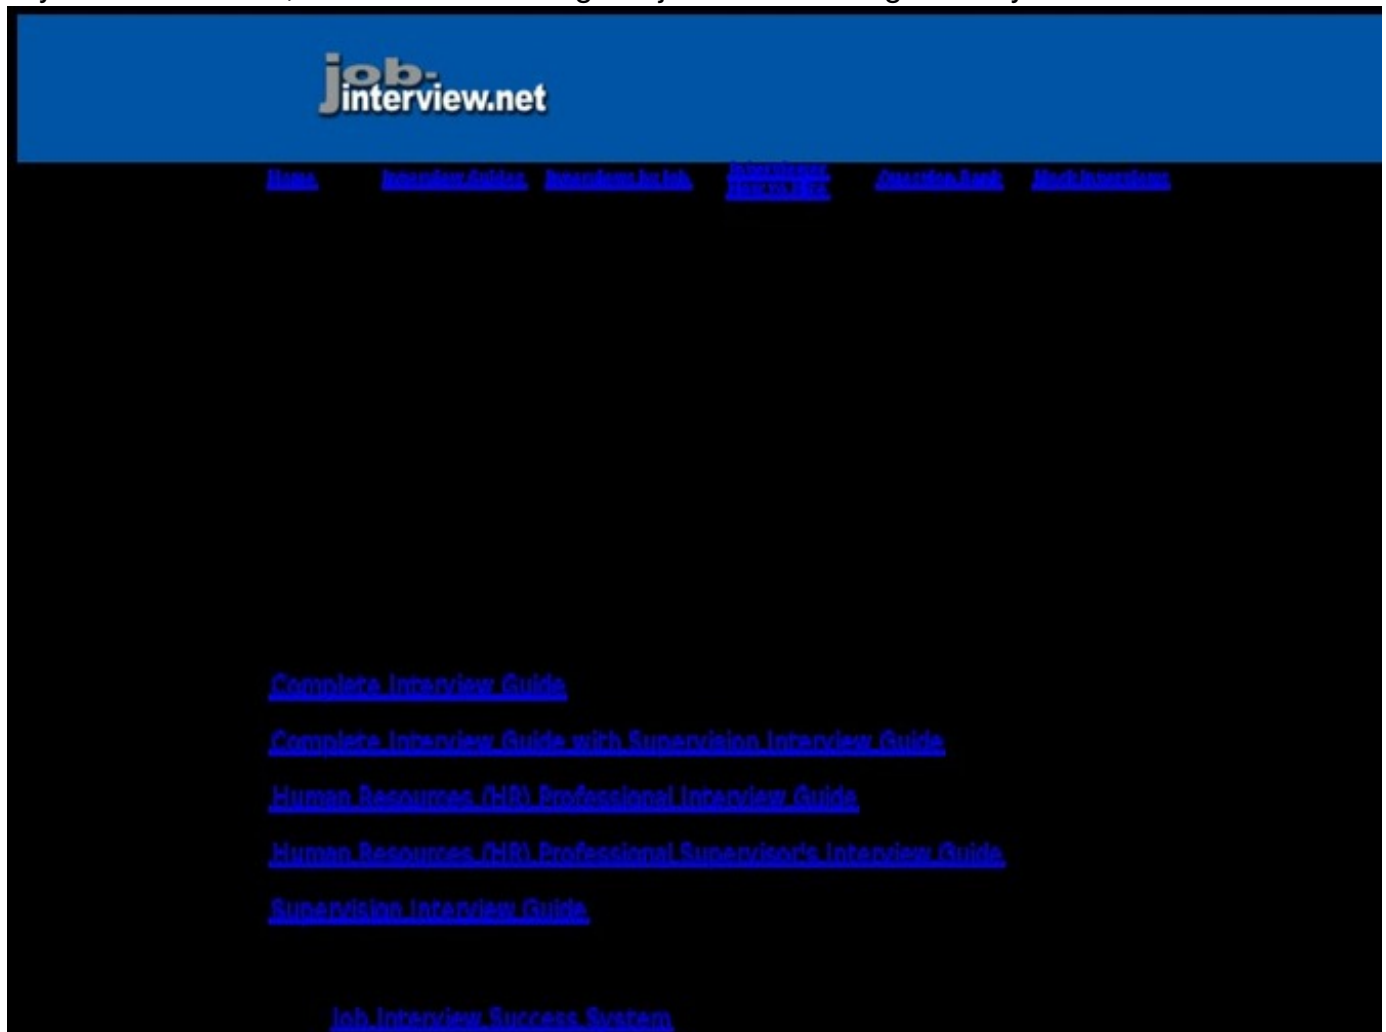 job-
interview.net
Home Interview Guides Interviews by Job Question Bank Mock Interviews
Complete Interview Guide
Complete Interview Guide with Supervision Interview Guide
Human Resources (HR) Professional Interview Guide
Human Resources (HR) Professional Supervisor's Interview Guide
Supervision Interview Guide
Job Interview Success System